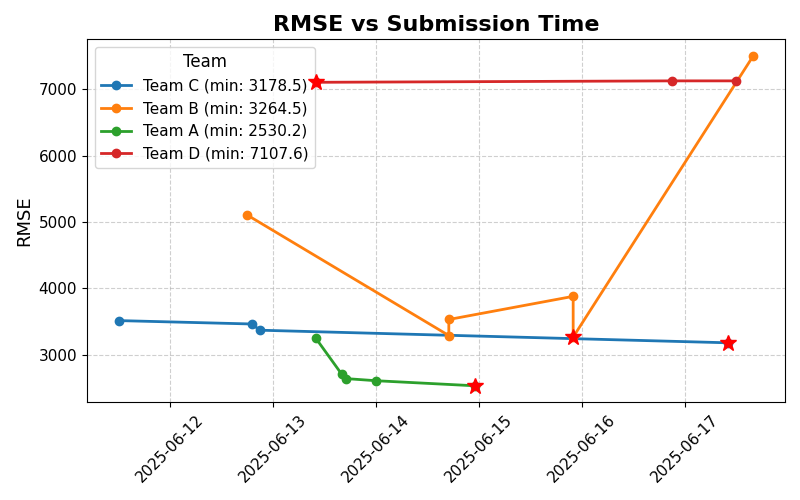 RMSE vs Submission Time
Team
Team C (min: 3178.5)
Team B (min: 3264.5)
Team A (min: 2530.2)
Team D (min: 7107.6)
RMSE
7000
6000
5000
4000
3000
2025-06-12
2025-06-13
2025-06-14
2025-06-15
2025-06-16
2025-06-17